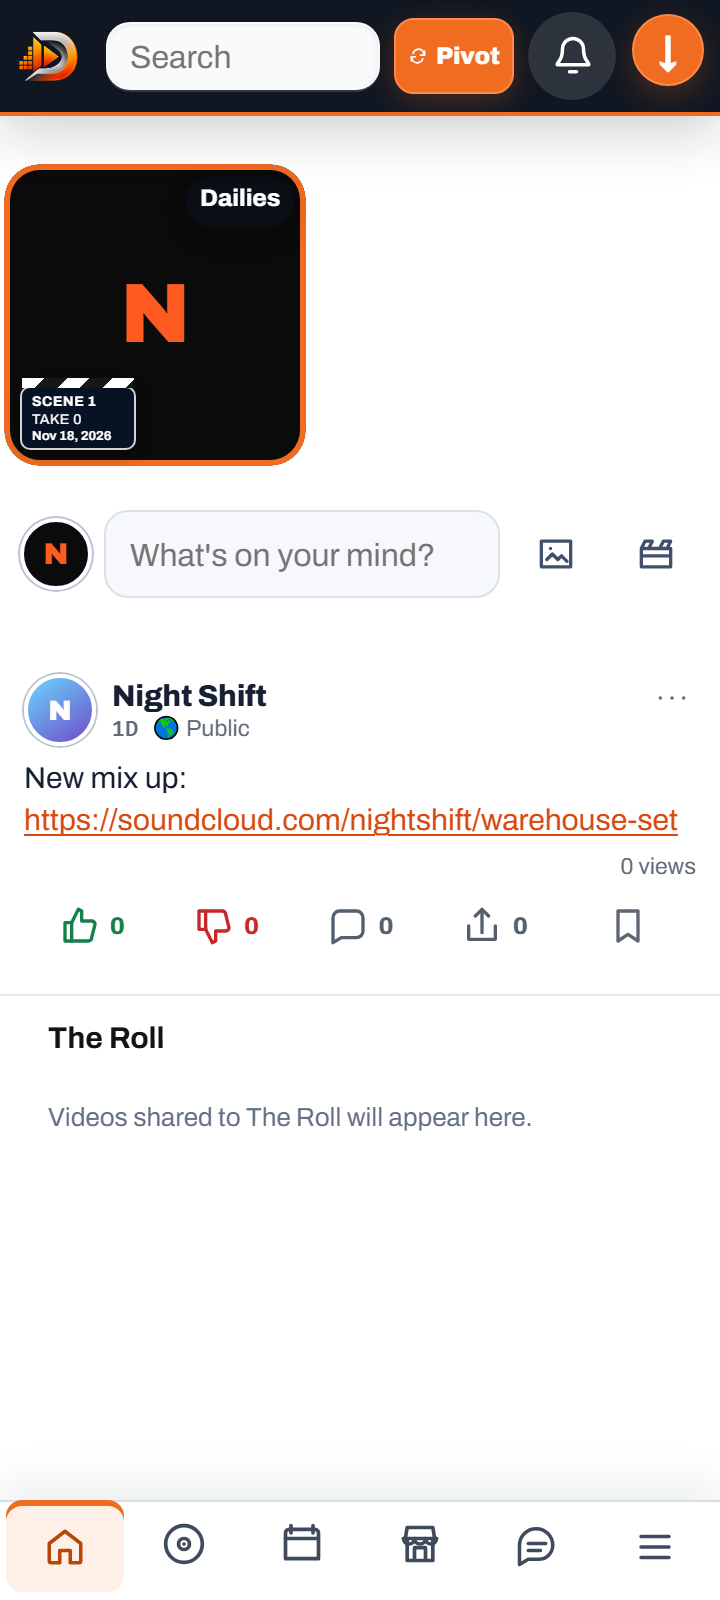 Search
Pivot
Dailies
N
SCENE 1
TAKE 0
Nov 18, 2026
N
What's on your mind?
N
Night Shift
...
1D 🌎 Public
New mix up:
https://soundcloud.com/nightshift/warehouse-set
0 views
0 0 0 0
The Roll
Videos shared to The Roll will appear here.